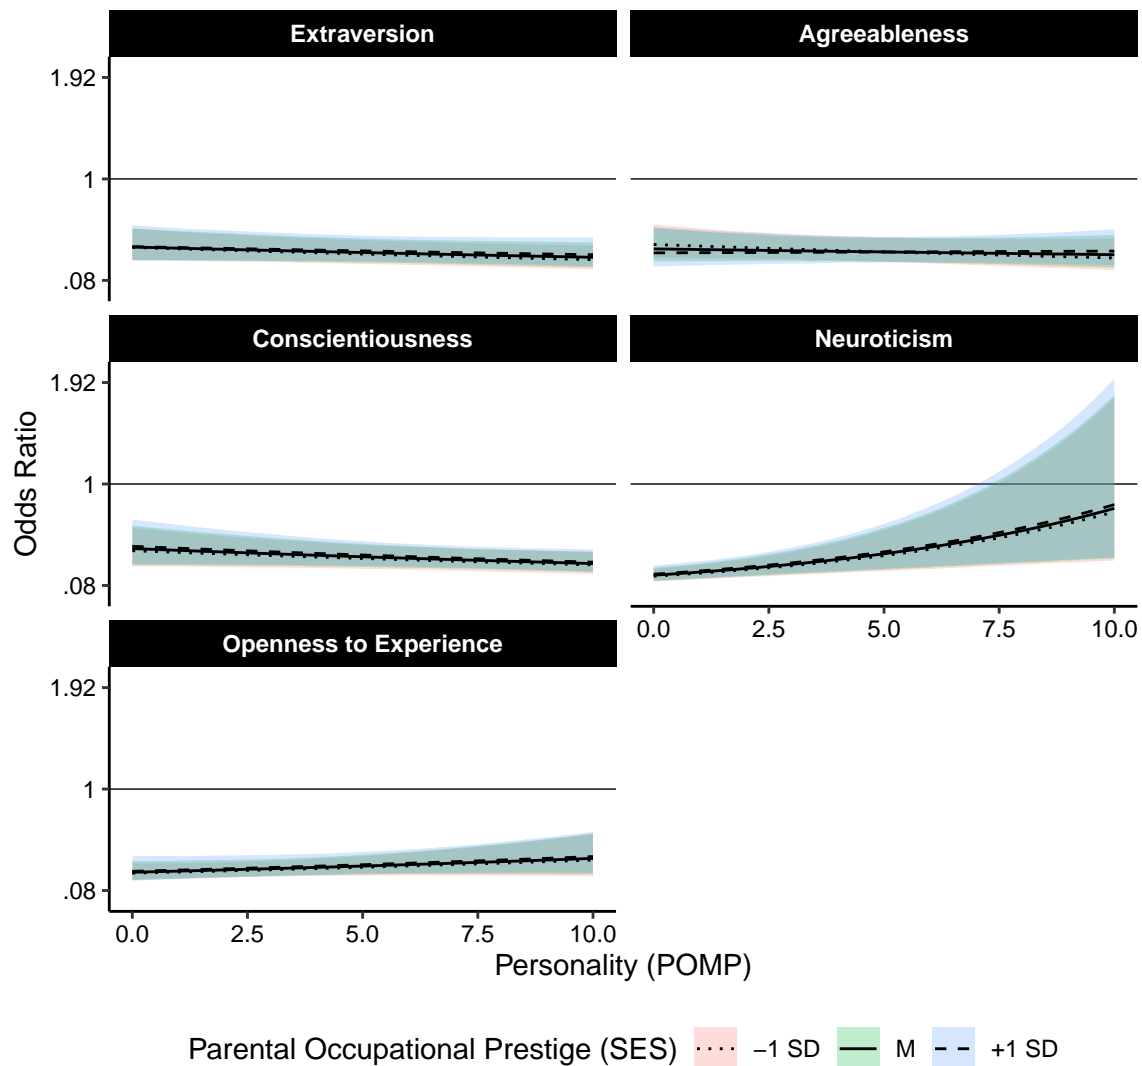 Extraversion
Agreeableness
1.92
1
.08
Conscientiousness
Neuroticism
1.92
1
.08
0.0 2.5 5.0 7.5 10.0
Openness to Experience
1.92
1
.08
0.0 2.5 5.0 7.5 10.0
Odds Ratio
Personality (POMP)
Parental Occupational Prestige (SES) −1 SD M +1 SD